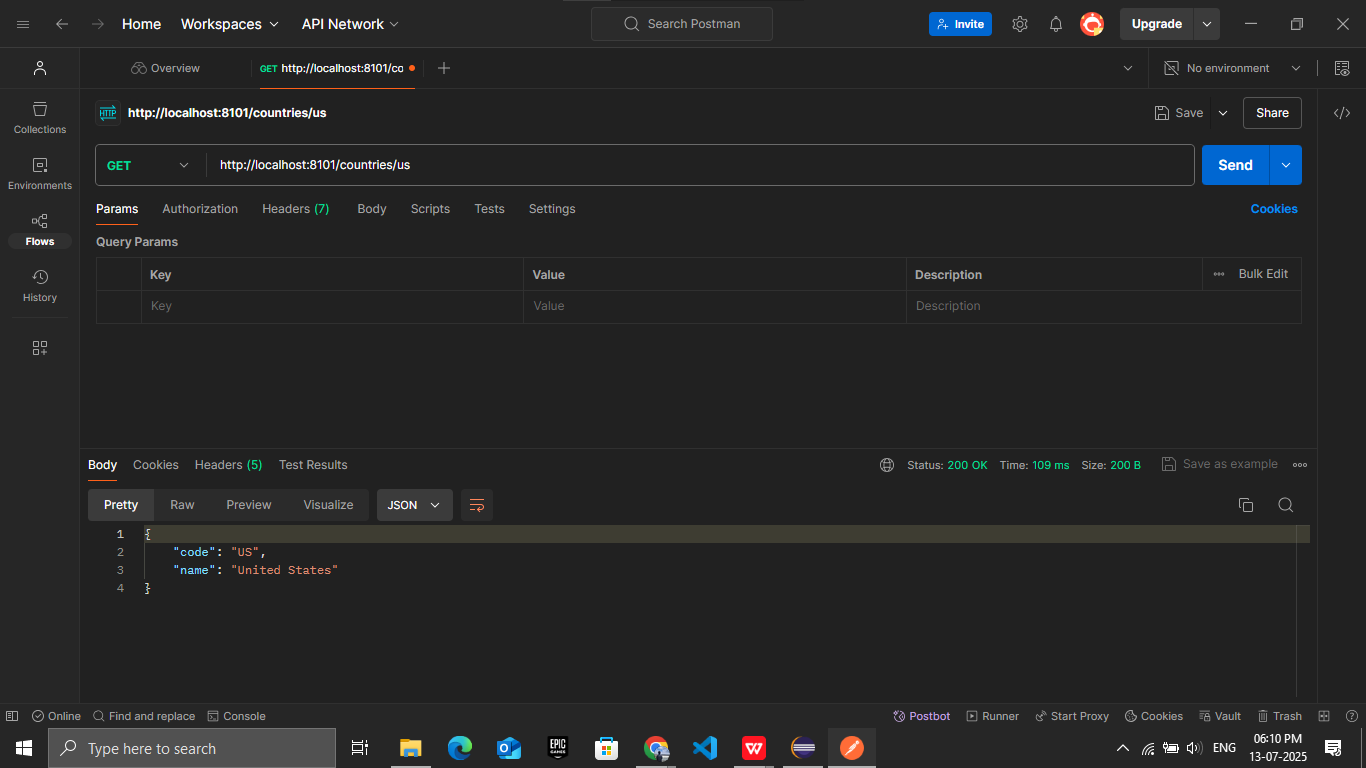 Home Workspaces API Network Search Postman Invite Upgrade
Overview GET http://localhost:8101/co No environment
HTTP http://localhost:8101/countries/us Save Share
Collections
GET http://localhost:8101/countries/us Send
Environments
Params Authorization Headers (7) Body Scripts Tests Settings Cookies
Flows
Query Params
Key Value Description Bulk Edit
History
Key Value Description
Body Cookies Headers (5) Test Results Status: 200 OK Time: 109 ms Size: 200 B Save as example
Pretty Raw Preview Visualize JSON
1 {
2 "code": "US",
3 "name": "United States"
4 }
Online Find and replace Console Postbot Runner Start Proxy Cookies Vault Trash
Type here to search EPIC GAMES ENG 06:10 PM
13-07-2025